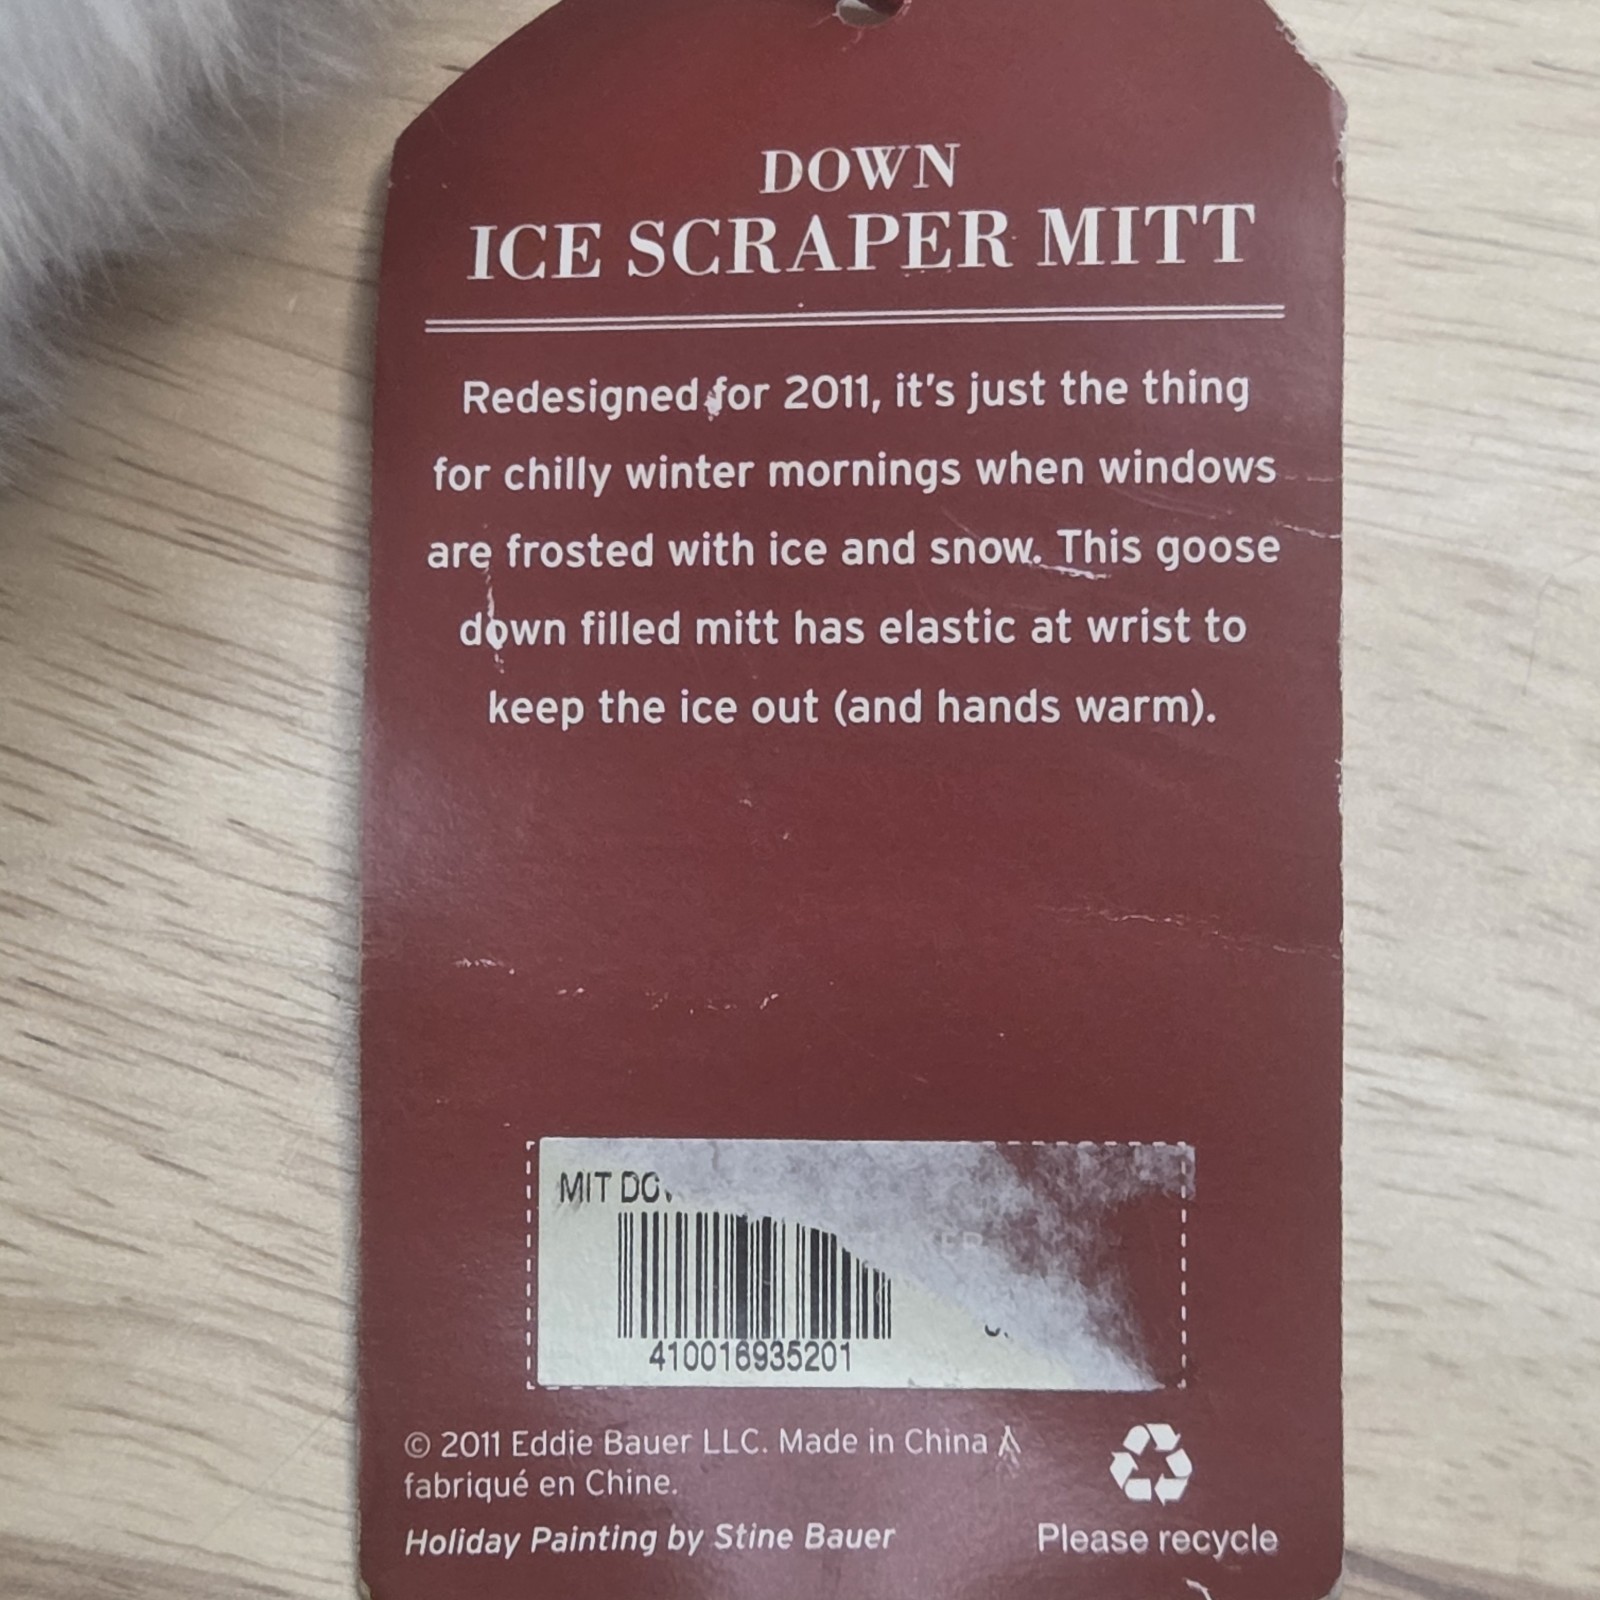 DOWN
ICE SCRAPER MITT
Redesigned for 2011, it's just the thing
for chilly winter mornings when windows
are frosted with ice and snow. This goose
down filled mitt has elastic at wrist to
keep the ice out (and hands warm).
MIT
410016935201
© 2011 Eddie Bauer LLC. Made in China
fabriqué en Chine.
Holiday Painting by Stine Bauer
Please recycle